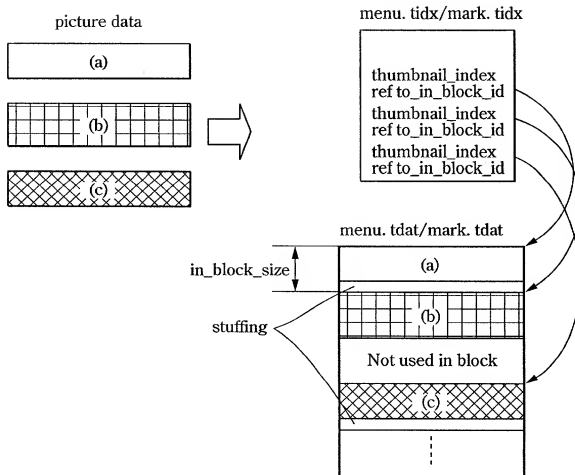 picture data
(a)
(b)
(c)
menu. tidx/mark. tidx
thumbnail_index
ref to_in_block_id
thumbnail_index
ref to_in_block_id
thumbnail_index
ref to_in_block_id
menu. tdat/mark. tdat
in_block_size
(a)
stuffing
(b)
Not used in block
(c)